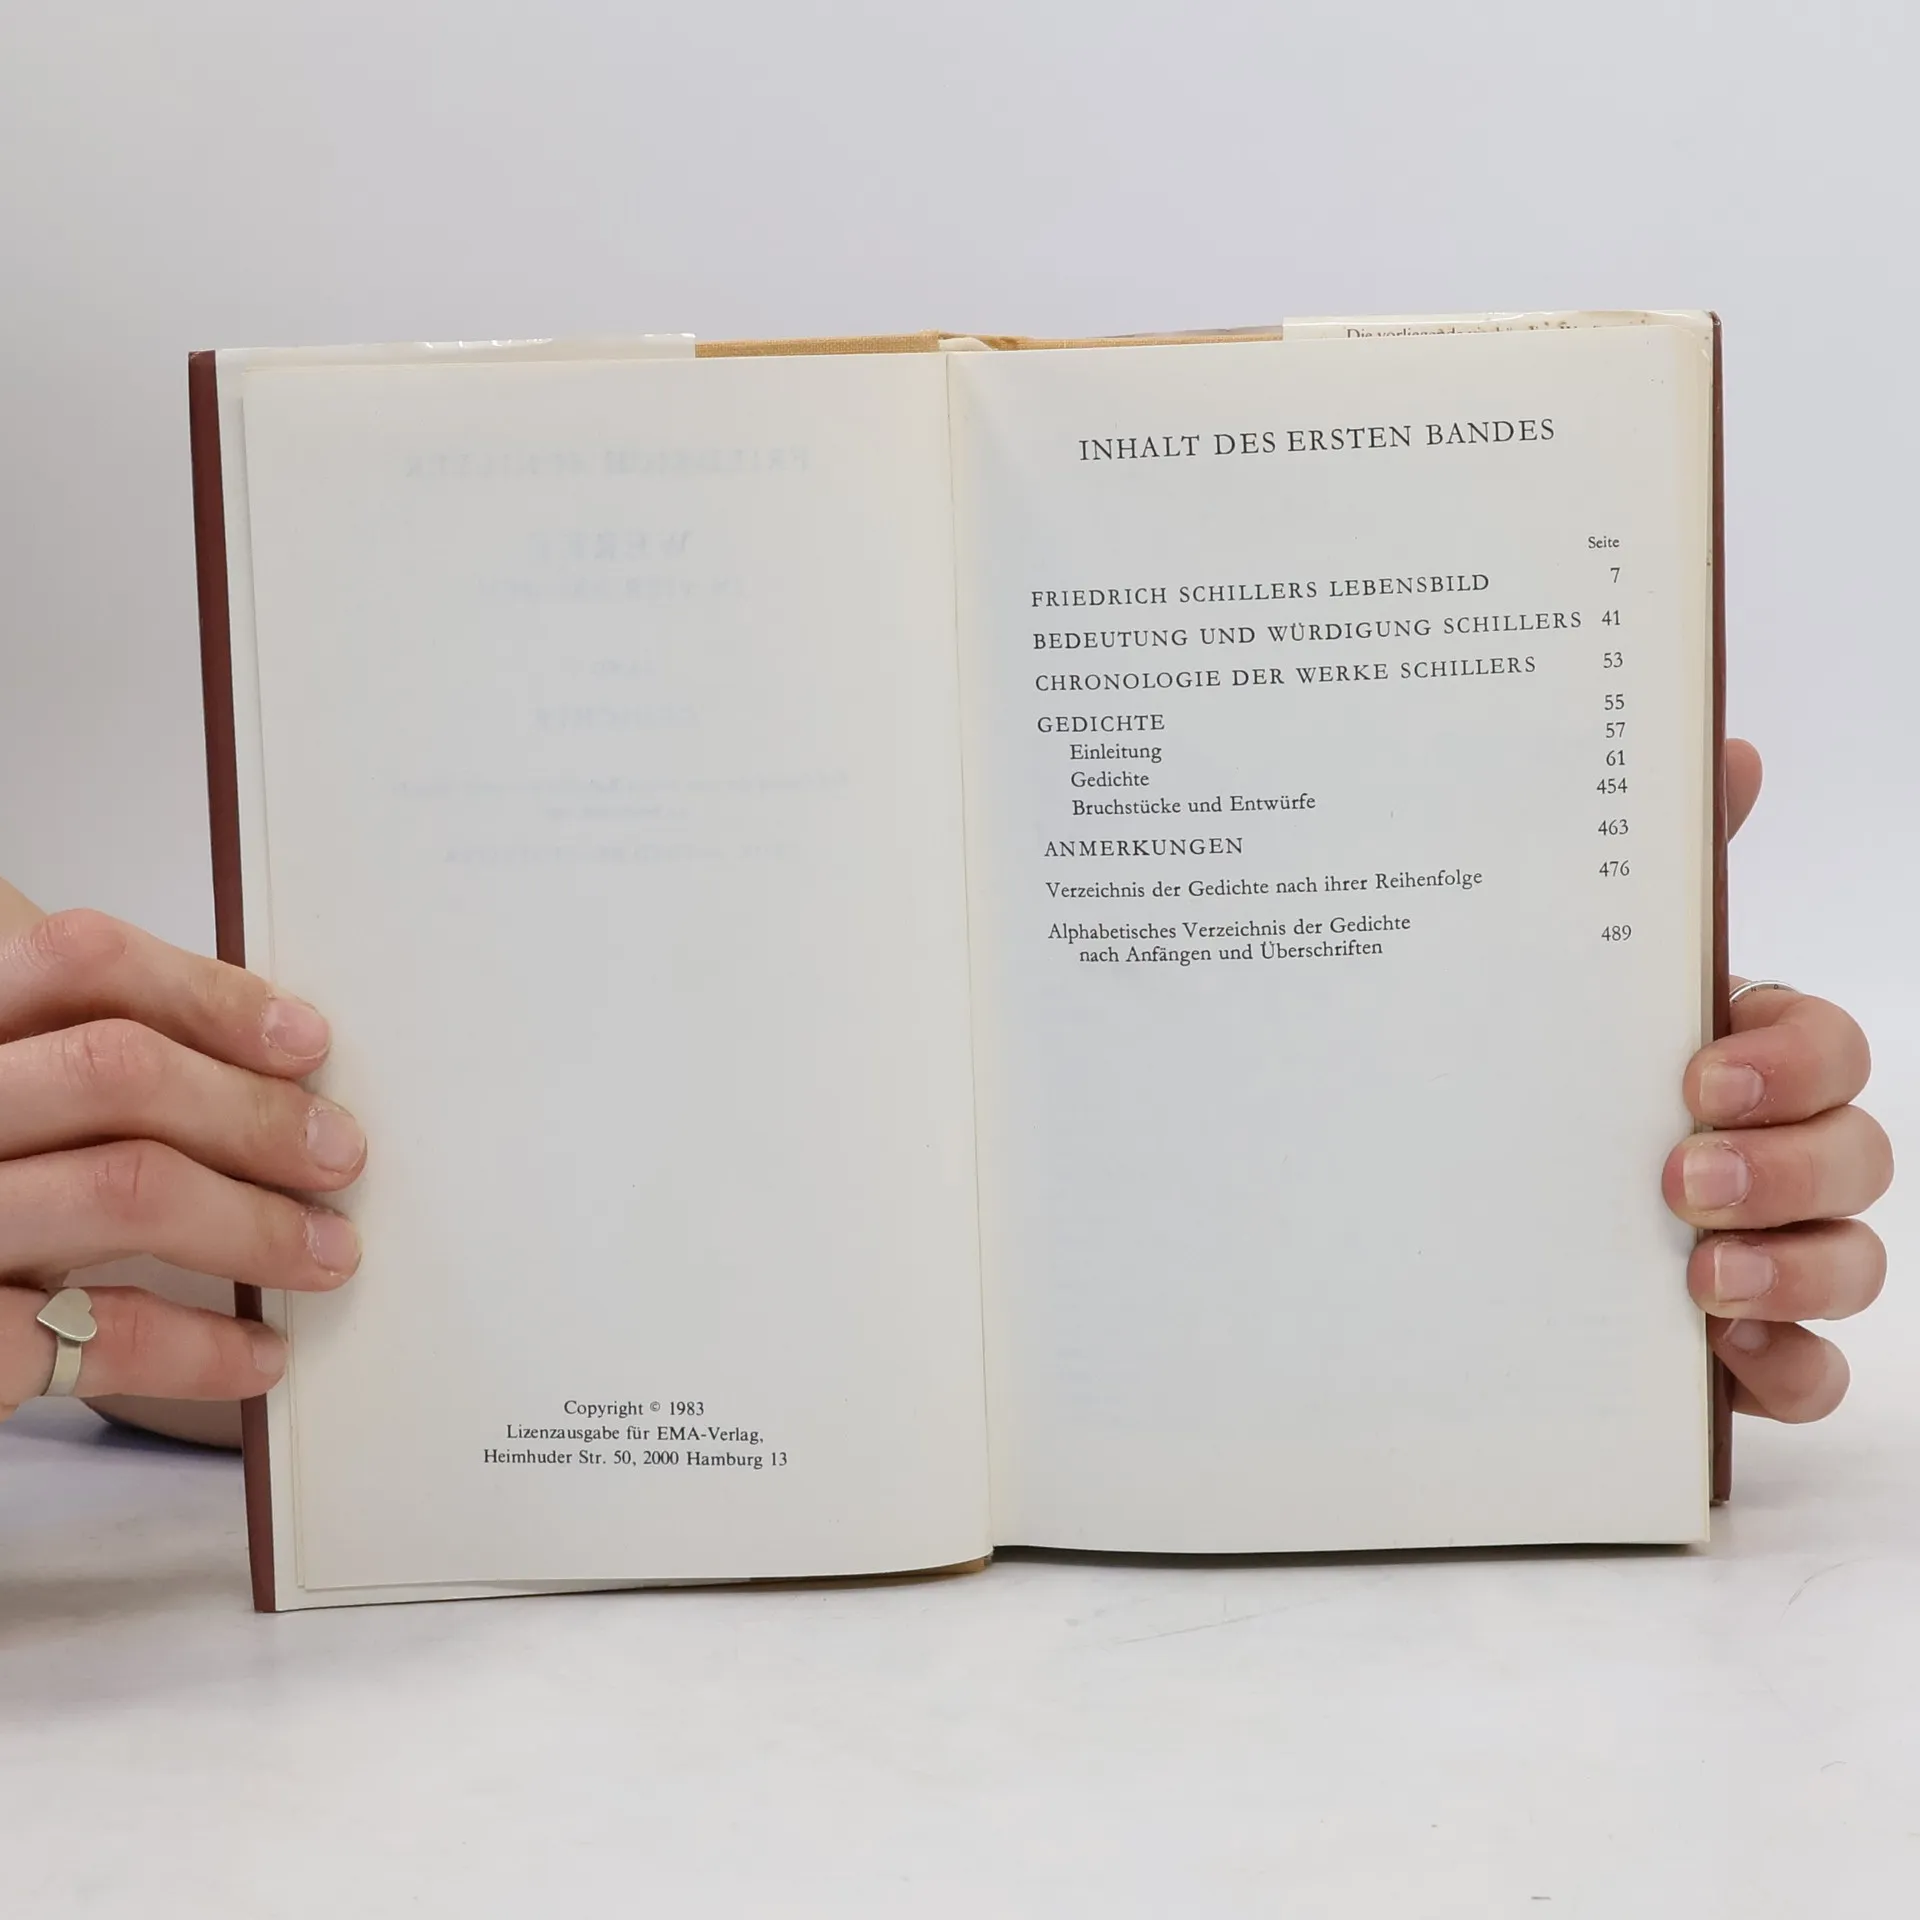 Copyright © 1983
Lizenzausgabe für EMA-Verlag,
Heimhuder Str. 50, 2000 Hamburg 13
Die vorliegende
INHALT DES ERSTEN BANDES
Seite
FRIEDRICH SCHILLERS LEBENSBILD 7
BEDEUTUNG UND WÜRDIGUNG SCHILLERS 41
CHRONOLOGIE DER WERKE SCHILLERS 53
GEDICHTE 55
Einleitung 57
Gedichte 61
Bruchstücke und Entwürfe 454
ANMERKUNGEN 463
Verzeichnis der Gedichte nach ihrer Reihenfolge 476
Alphabetisches Verzeichnis der Gedichte
nach Anfängen und Überschriften 489